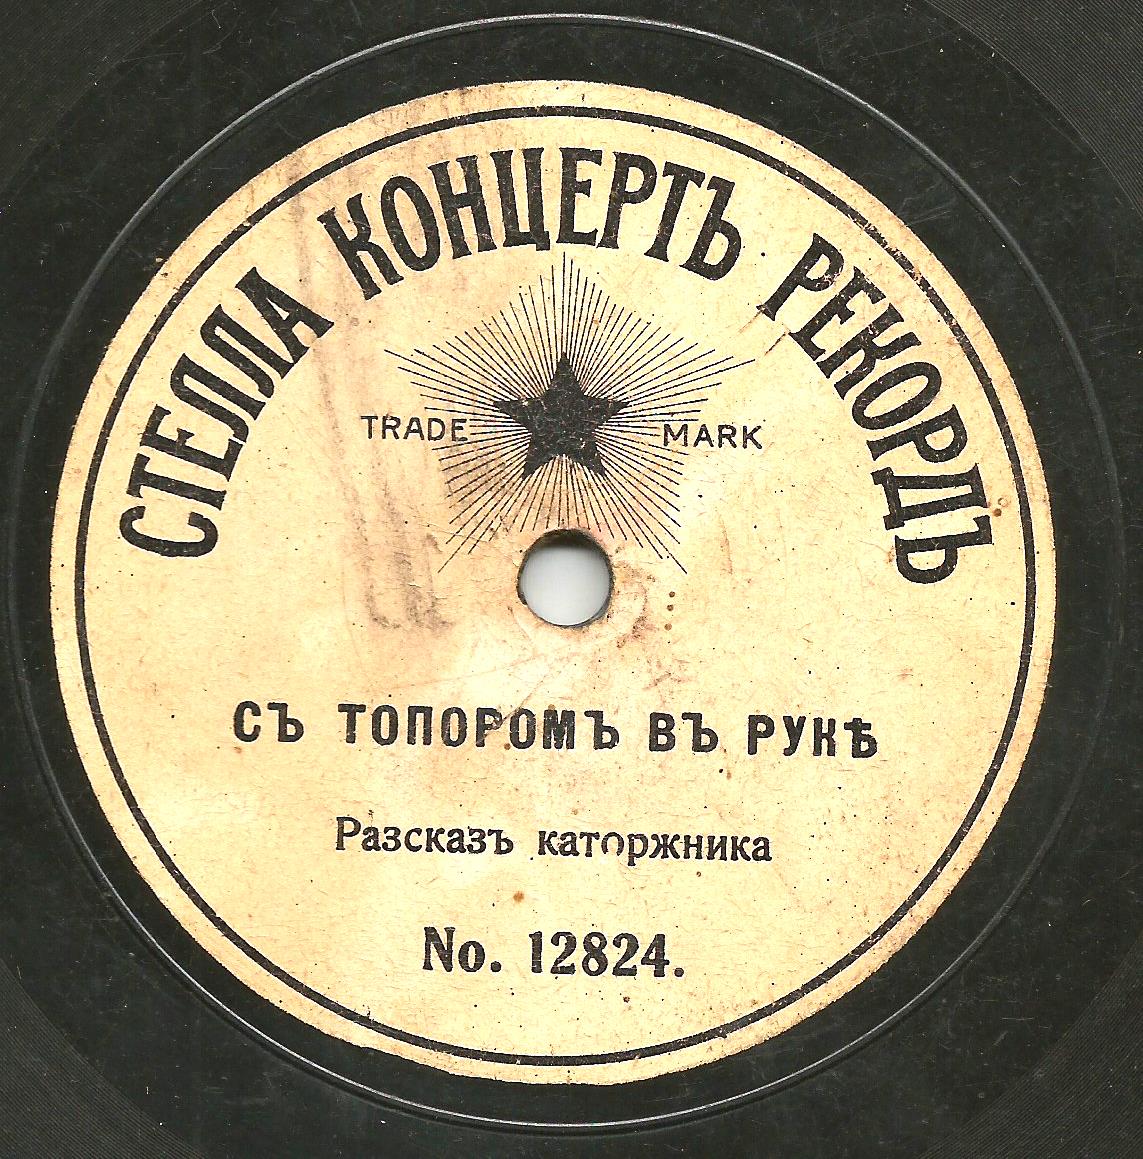 СТЕЛЛА КОНЦЕРТЪ РЕКОРДЪ
TRADE MARK
СЪ ТОПОРОМЪ ВЪ РУКѢ
Разсказъ каторжника
No. 12824.